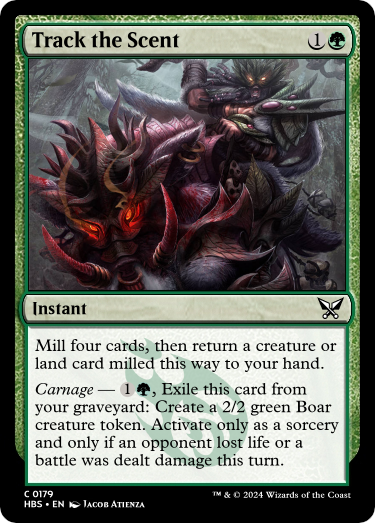 Track the Scent 1
Instant
Mill four cards, then return a creature or
land card milled this way to your hand.
Carnage — 1, Exile this card from
your graveyard: Create a 2/2 green Boar
creature token. Activate only as a sorcery
and only if an opponent lost life or a
battle was dealt damage this turn.
C 0179
HBS • EN Jacob Atienza
™ & © 2024 Wizards of the Coast